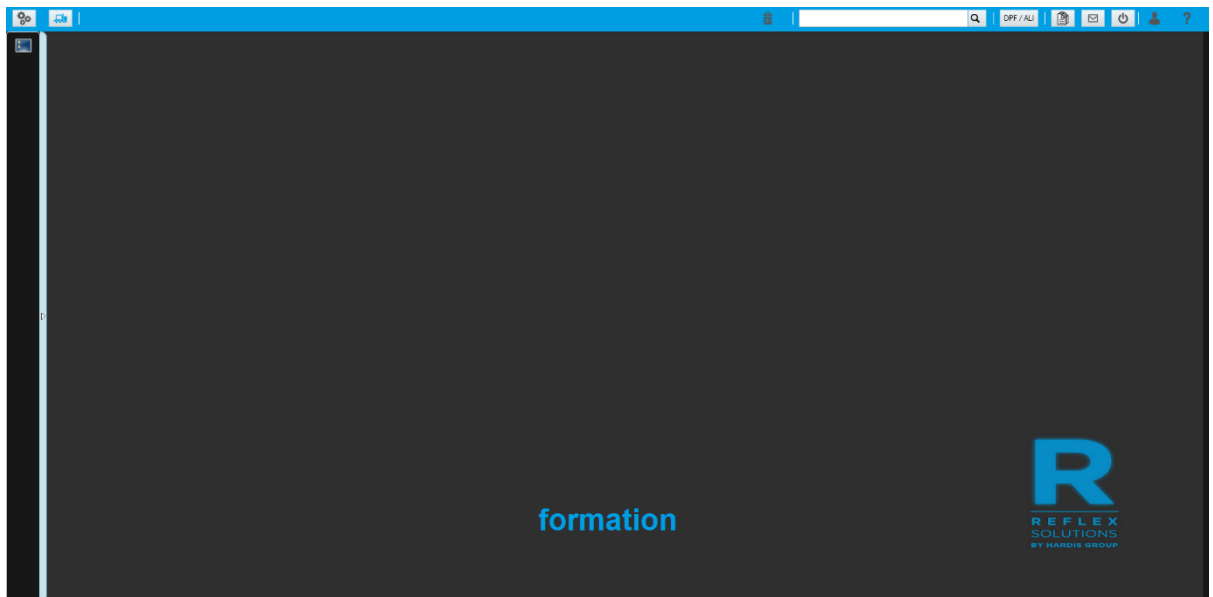 DPF / ALI
?
formation
R
REFLEX
SOLUTIONS
BY HARDIS GROUP